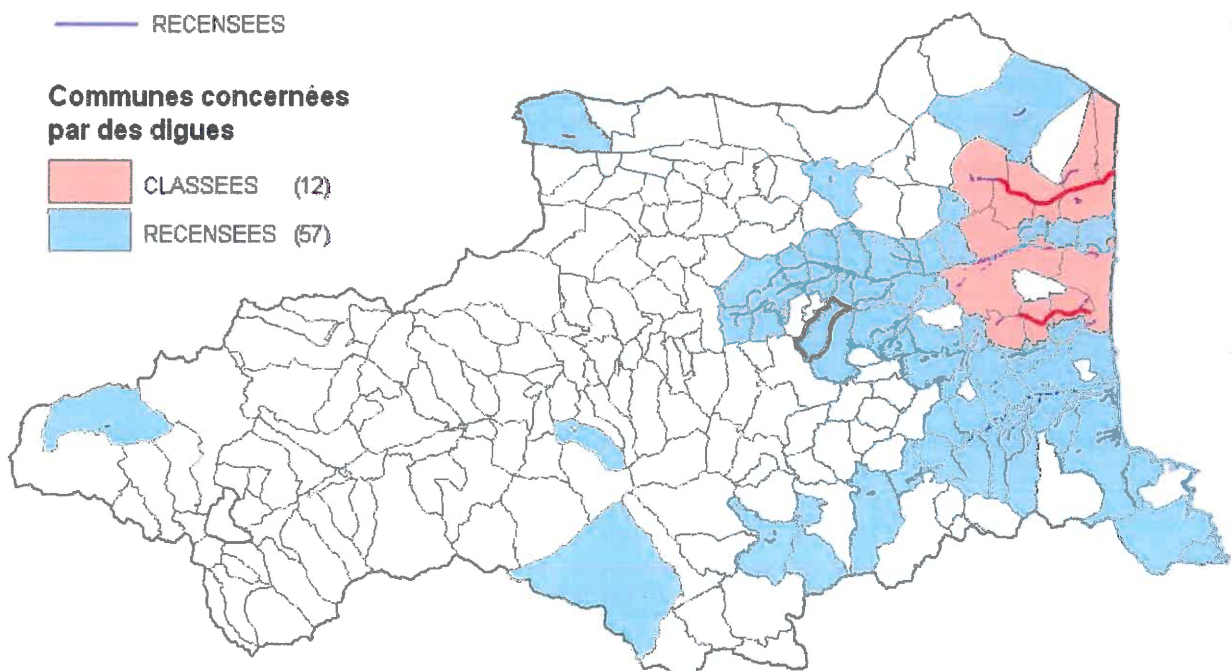 RECENSEES
Communes concernées
par des digues
CLASSEES (12)
RECENSEES (57)